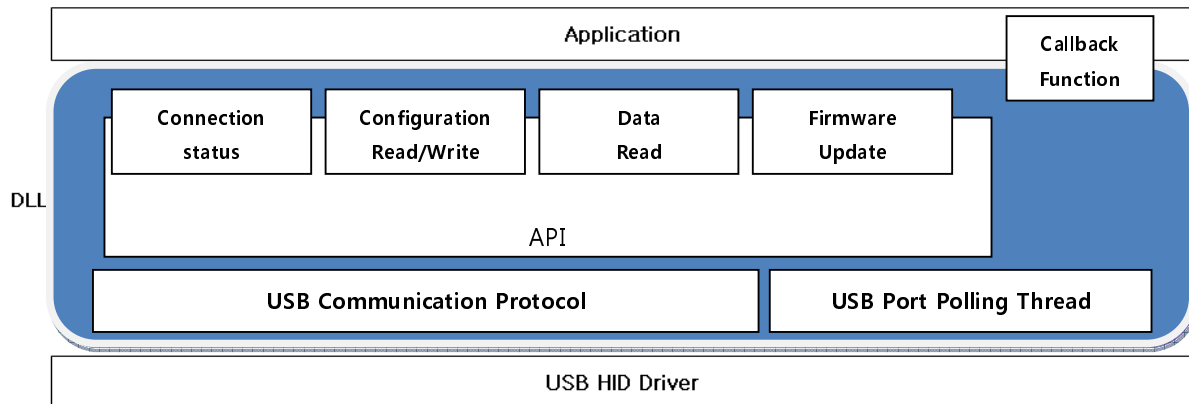 Application
Callback
Function
Connection
status
Configuration
Read/Write
Data
Read
Firmware
Update
DLL
API
USB Communication Protocol
USB Port Polling Thread
USB HID Driver